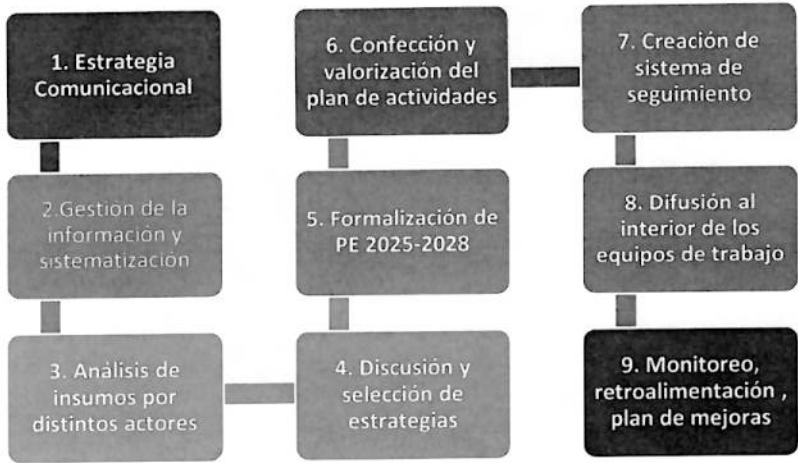 1. Estrategia
Comunicacional
2.Gestión de la
información y
sistematización
3. Análisis de
insumos por
distintos actores
4. Discusión y
selección de
estrategias
5. Formalización de
PE 2025-2028
6. Confección y
valorización del
plan de actividades
7. Creación de
sistema de
seguimiento
8. Difusión al
interior de los
equipos de trabajo
9. Monitoreo,
retroalimentación ,
plan de mejoras